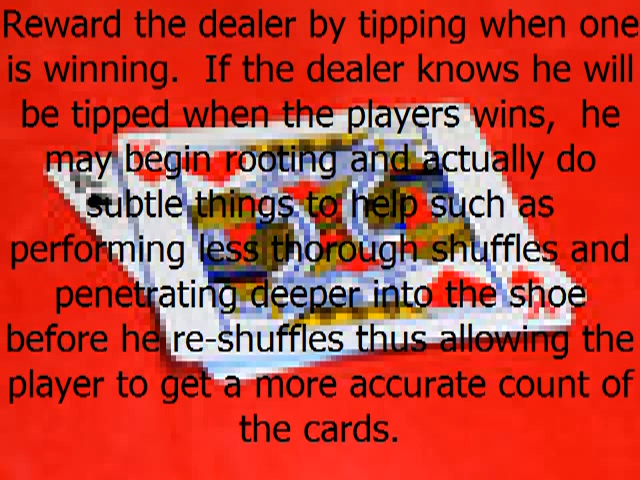 Reward the dealer by tipping when one
is winning.  If the dealer knows he will
be tipped when the players wins,  he
may begin rooting and actually do
subtle things to help such as
performing less thorough shuffles and
penetrating deeper into the shoe
before he re-shuffles thus allowing the
player to get a more accurate count of
the cards.